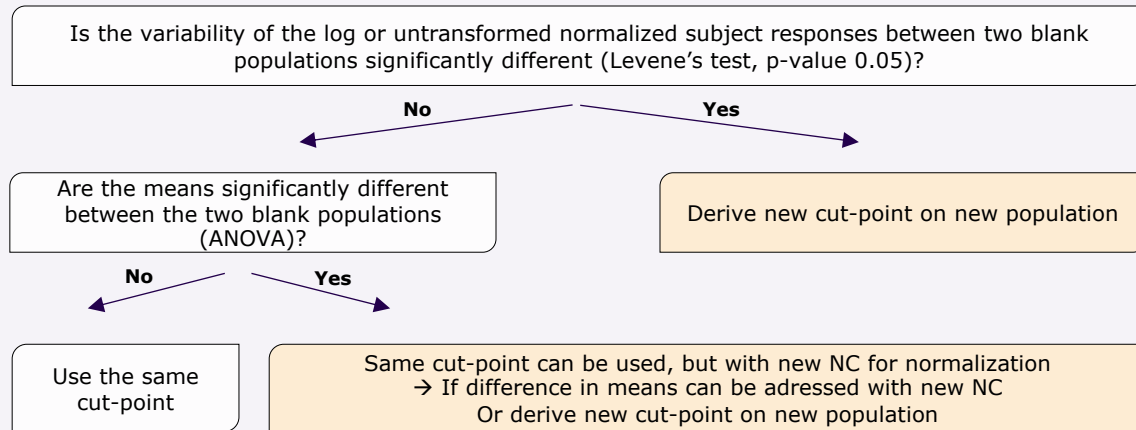 Is the variability of the log or untransformed normalized subject responses between two blank
populations significantly different (Levene's test, p-value 0.05)?
No
Yes
Are the means significantly different
between the two blank populations
(ANOVA)?
Derive new cut-point on new population
No
Yes
Use the same
cut-point
Same cut-point can be used, but with new NC for normalization
→ If difference in means can be adressed with new NC
Or derive new cut-point on new population